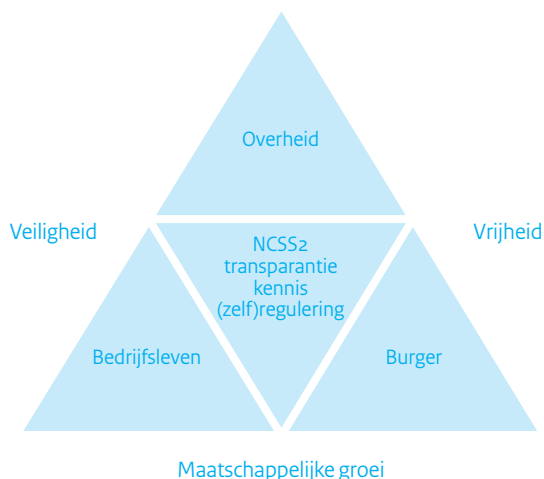 Overheid
Veiligheid
Vrijheid
NCSS2
transparantie
kennis
(zelf)regulering
Bedrijfsleven
Burger
Maatschappelijke groei